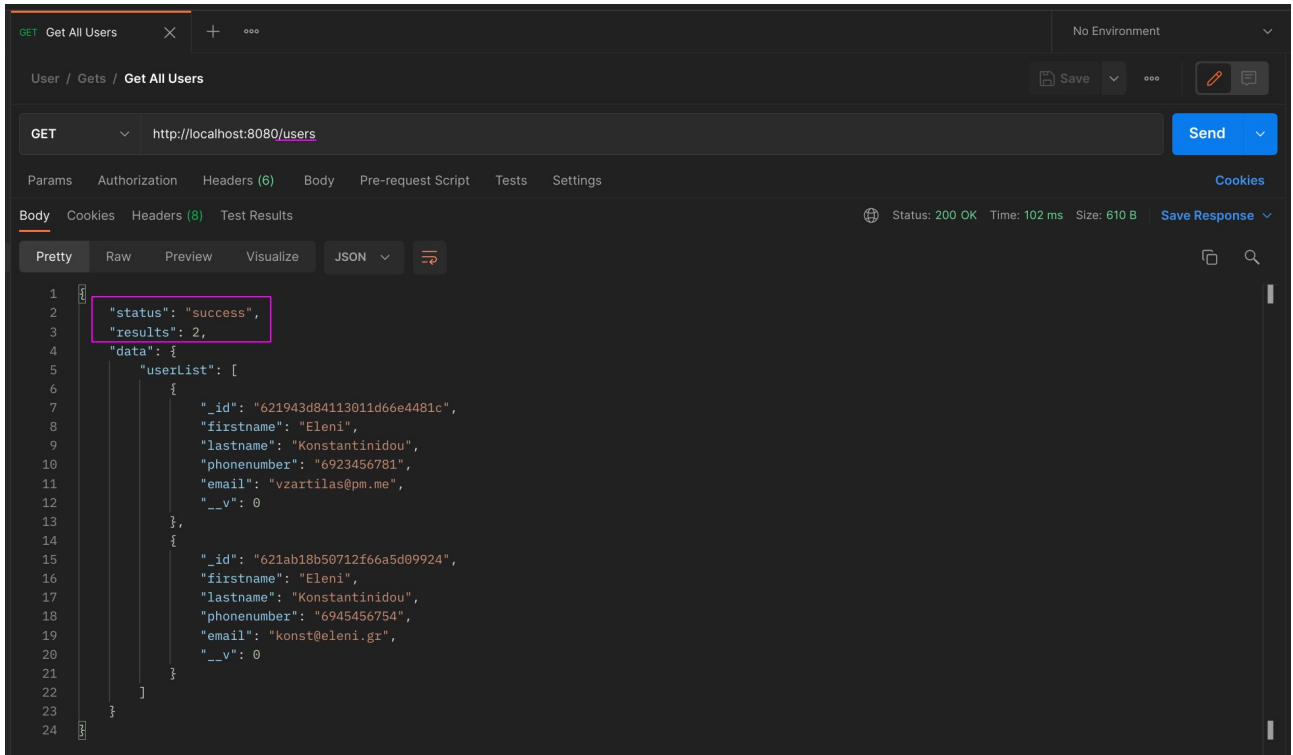 GET Get All Users No Environment
User / Gets / Get All Users Save
GET http://localhost:8080/users Send
Params Authorization Headers (6) Body Pre-request Script Tests Settings Cookies
Body Cookies Headers (8) Test Results Status: 200 OK Time: 102 ms Size: 610 B Save Response
Pretty Raw Preview Visualize JSON
1 {
2 "status": "success",
3 "results": 2,
4 "data": {
5 "userList": [
6 {
7 "_id": "621943d84113011d66e4481c",
8 "firstname": "Eleni",
9 "lastname": "Konstantinidou",
10 "phonenumber": "6923456781",
11 "email": "vzartilas@pm.me",
12 "__v": 0
13 },
14 {
15 "_id": "621ab18b50712f66a5d09924",
16 "firstname": "Eleni",
17 "lastname": "Konstantinidou",
18 "phonenumber": "6945456754",
19 "email": "konst@eleni.gr",
20 "__v": 0
21 }
22 ]
23 }
24 }